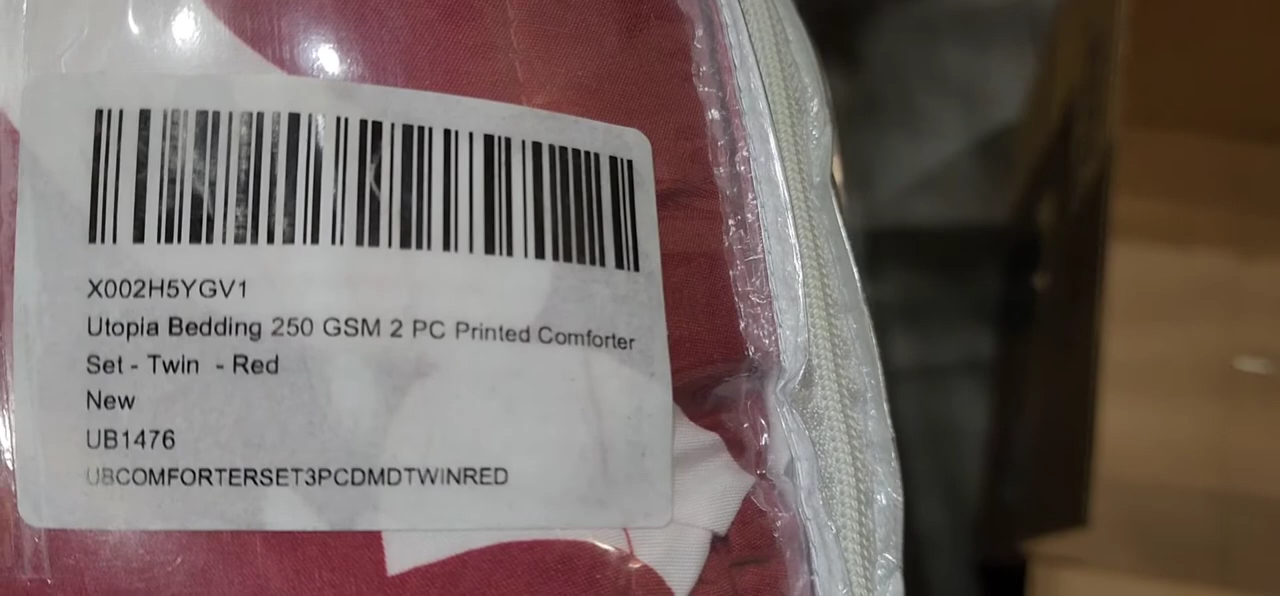 X002H5YGV1
Utopia Bedding 250 GSM 2 PC Printed Comforter
Set - Twin - Red
New
UB1476
UBCOMFORTERSET3PCDMDTWINRED